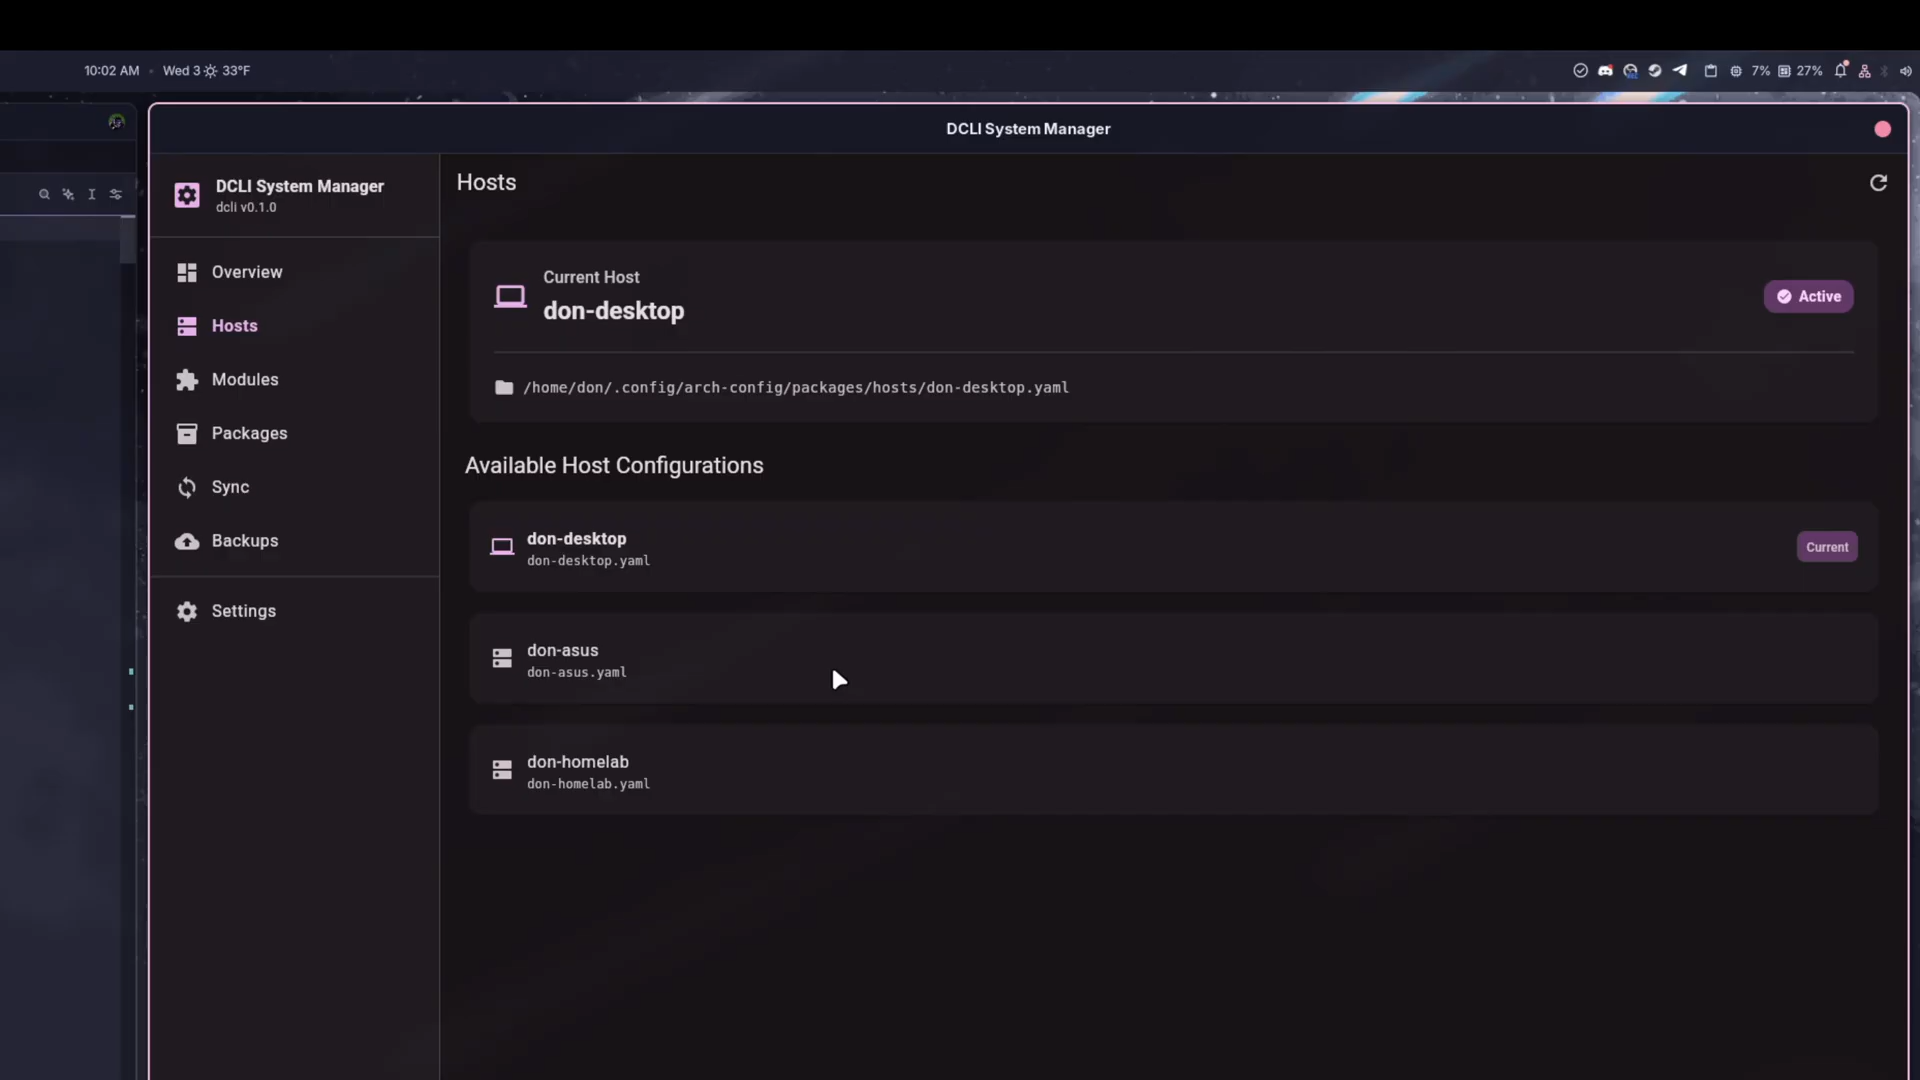 10:02 AM • Wed 3 33°F
7% 27%
DCLI System Manager
DCLI System Manager
dcli v0.1.0
Overview
Hosts
Modules
Packages
Sync
Backups
Settings
Hosts
Current Host
don-desktop
Active
/home/don/.config/arch-config/packages/hosts/don-desktop.yaml
Available Host Configurations
don-desktop
don-desktop.yaml
Current
don-asus
don-asus.yaml
don-homelab
don-homelab.yaml